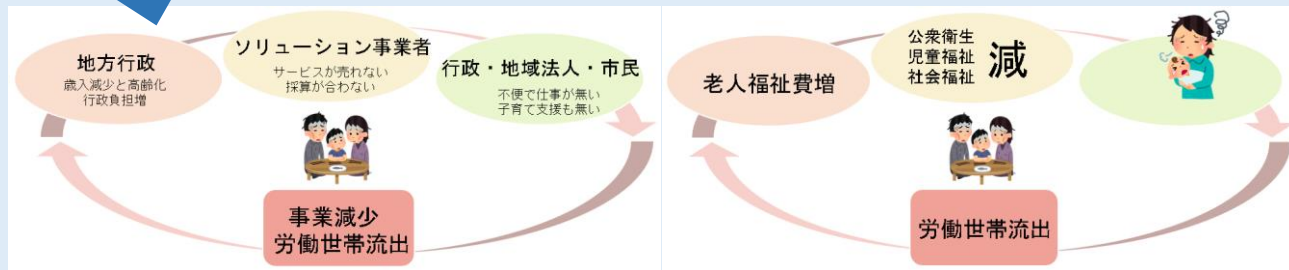 地方行政
歳入減少と高齢化
行政負担増
ソリューション事業者
サービスが売れない
採算が合わない
行政・地域法人・市民
不便で仕事が無い
子育て支援も無い
事業減少
労働世帯流出
老人福祉費増
公衆衛生
児童福祉
社会福祉
減
労働世帯流出